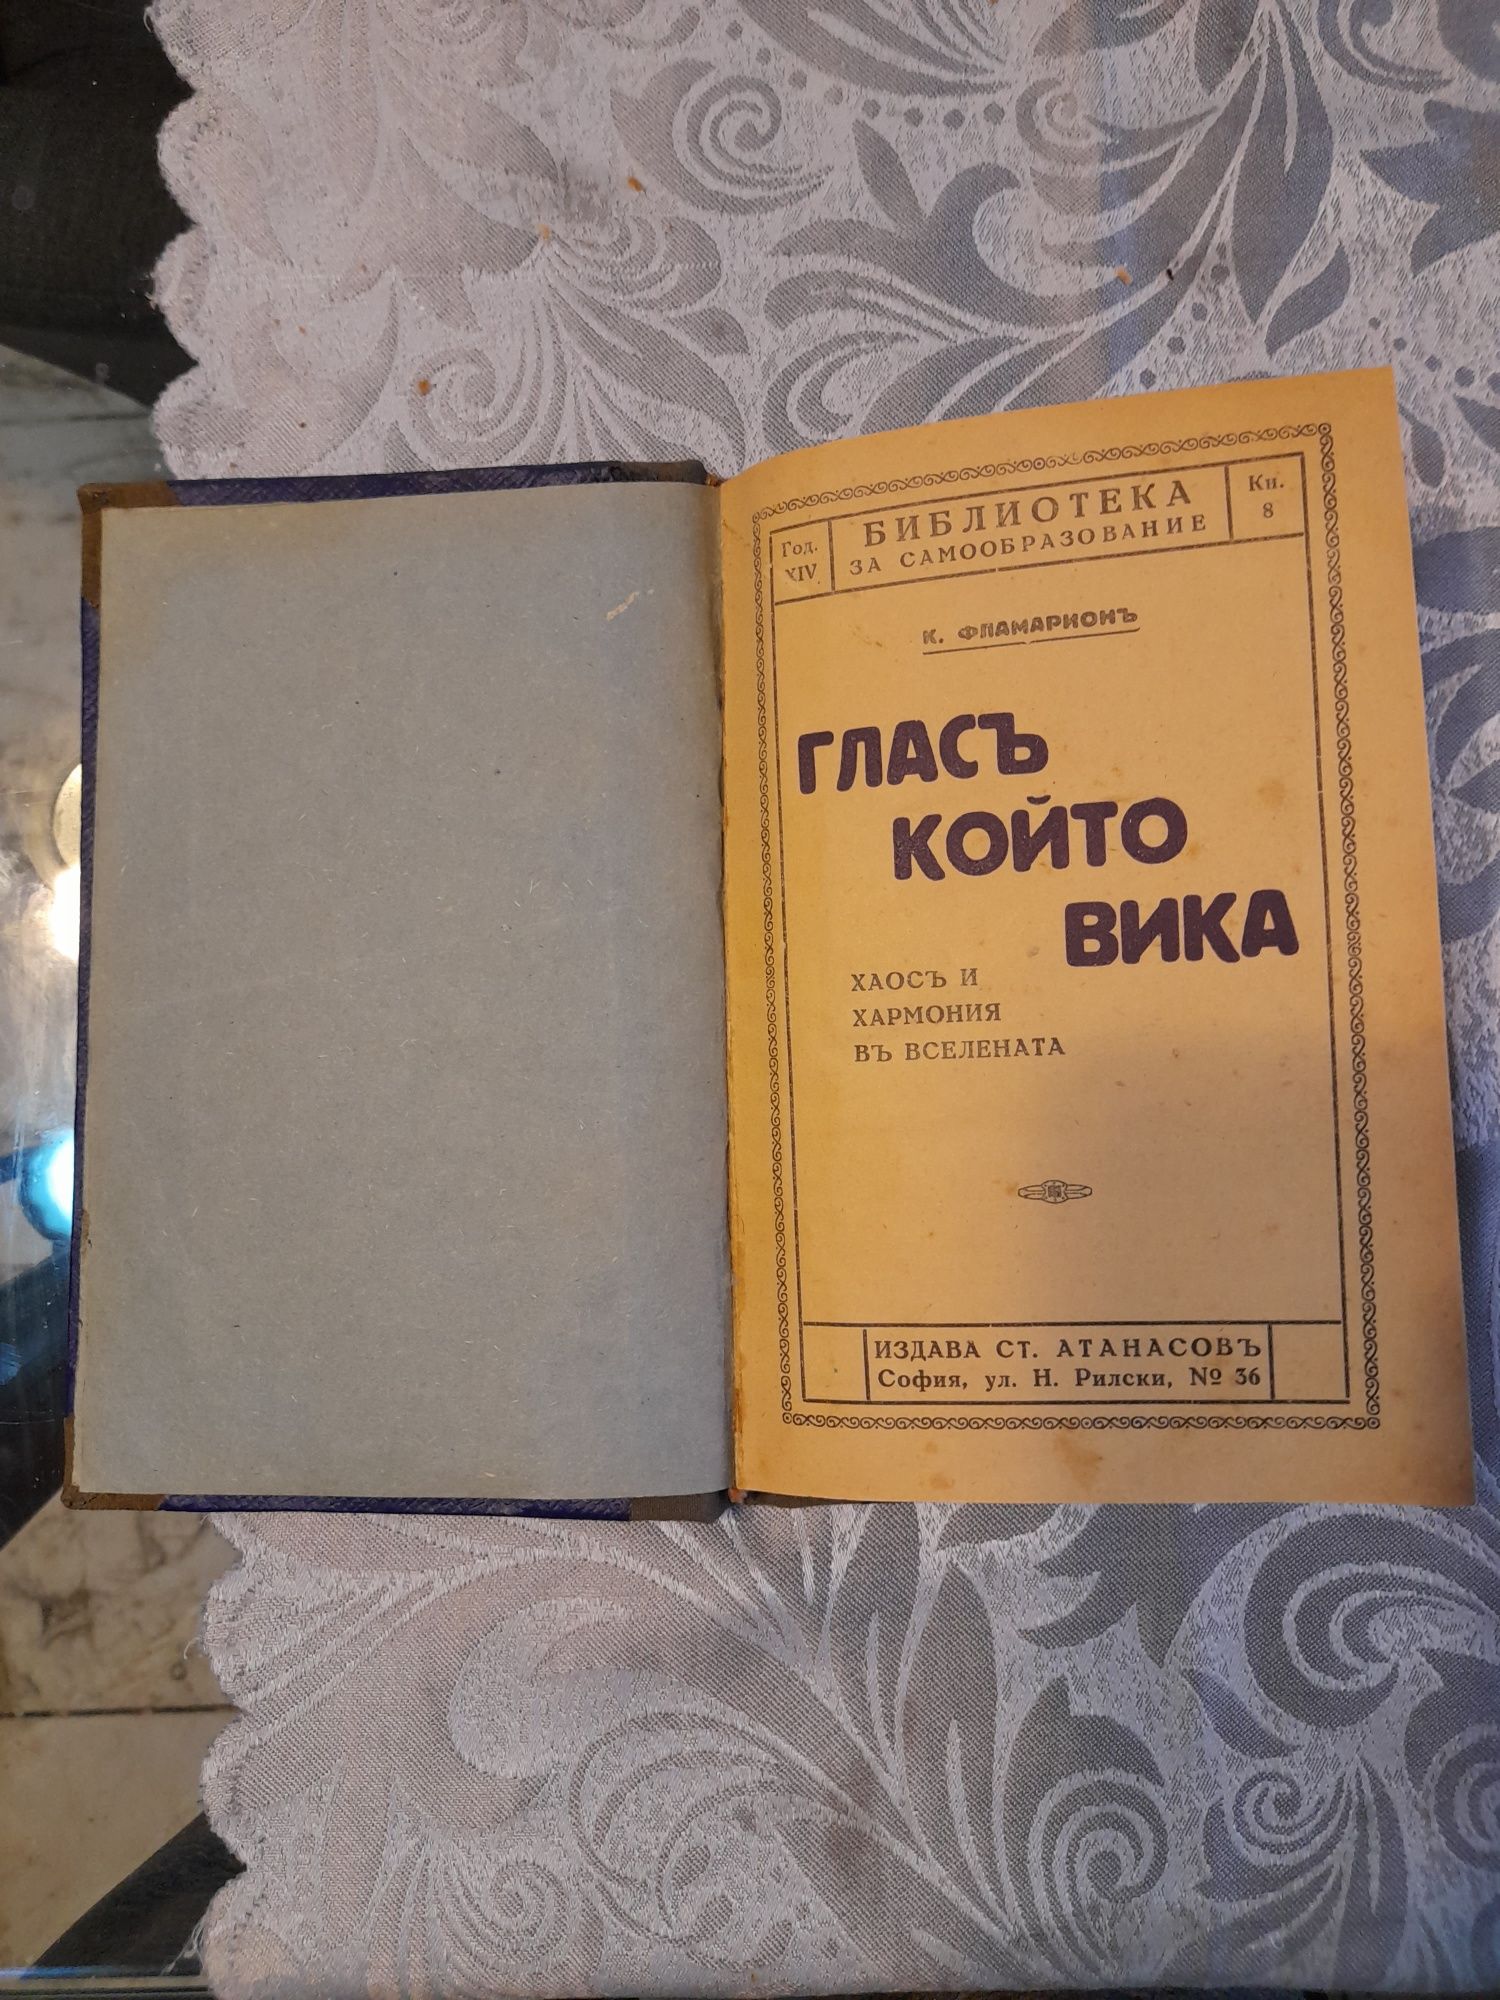 Год. XIV
БИБЛИОТЕКА
ЗА САМООБРАЗОВАНИЕ
Кн. 8
К. ФЛАМАРИОНЪ
ГЛАСЪ
КОЙТО
ВИКА
ХАОСЪ И
ХАРМОНИЯ
ВЪ ВСЕЛЕНАТА
ИЗДАВА СТ. АТАНАСОВЪ
София, ул. Н. Рилски, № 36